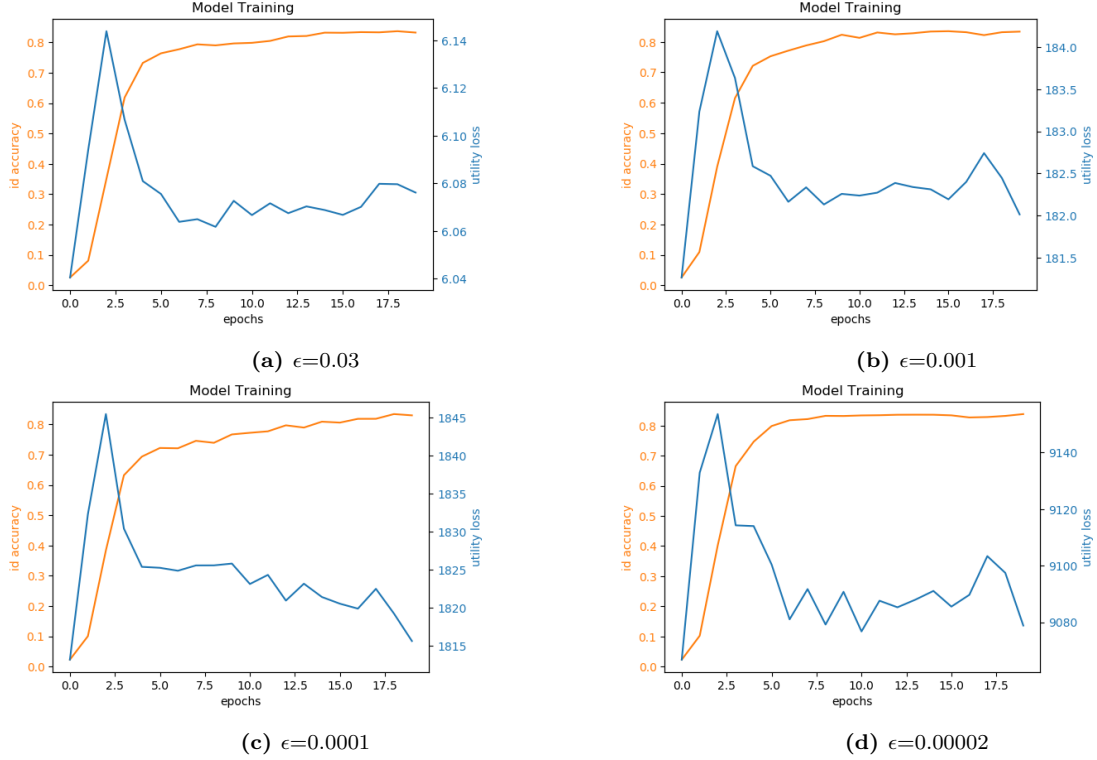 Model Training
0.8
0.7
0.6
0.5
0.4
0.3
0.2
0.1
0.0
id accuracy
6.14
6.12
6.10
6.08
6.06
6.04
utility loss
0.0 2.5 5.0 7.5 10.0 12.5 15.0 17.5
epochs
(a) ϵ=0.03
Model Training
0.8
0.7
0.6
0.5
0.4
0.3
0.2
0.1
0.0
id accuracy
184.0
183.5
183.0
182.5
182.0
181.5
utility loss
0.0 2.5 5.0 7.5 10.0 12.5 15.0 17.5
epochs
(b) ϵ=0.001
Model Training
0.8
0.7
0.6
0.5
0.4
0.3
0.2
0.1
0.0
id accuracy
1845
1840
1835
1830
1825
1820
1815
utility loss
0.0 2.5 5.0 7.5 10.0 12.5 15.0 17.5
epochs
(c) ϵ=0.0001
Model Training
0.8
0.7
0.6
0.5
0.4
0.3
0.2
0.1
0.0
id accuracy
9140
9120
9100
9080
utility loss
0.0 2.5 5.0 7.5 10.0 12.5 15.0 17.5
epochs
(d) ϵ=0.00002